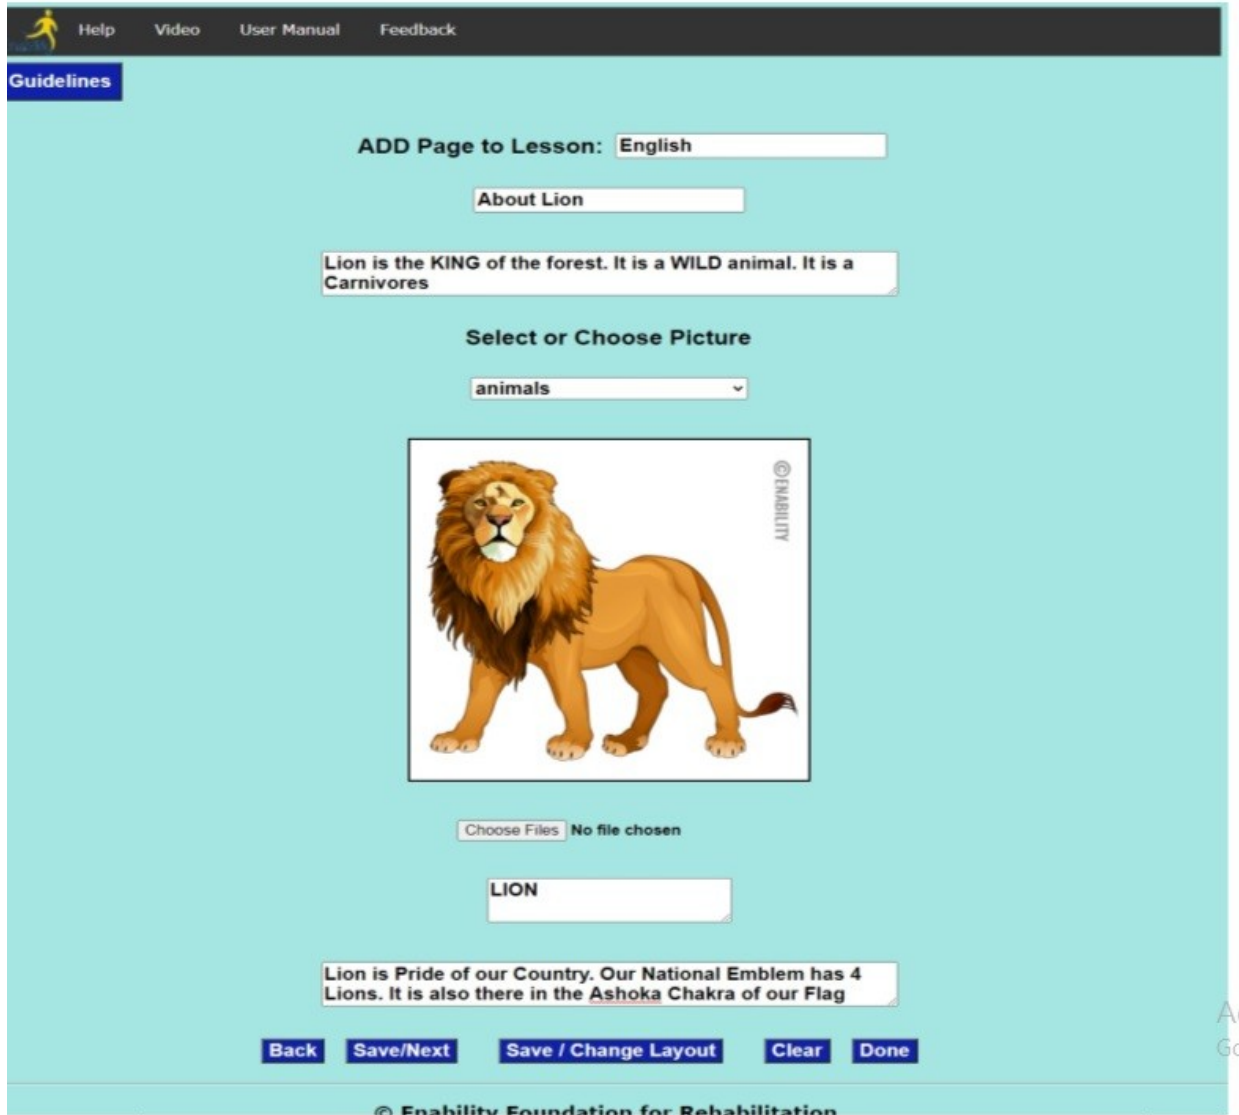 Help Video User Manual Feedback
Guidelines
ADD Page to Lesson: English
About Lion
Lion is the KING of the forest. It is a WILD animal. It is a
Carnivores
Select or Choose Picture
animals
©ENABILITY
Choose Files No file chosen
LION
Lion is Pride of our Country. Our National Emblem has 4
Lions. It is also there in the Ashoka Chakra of our Flag
Back Save/Next Save / Change Layout Clear Done
© Enability Foundation for Rehabilitation